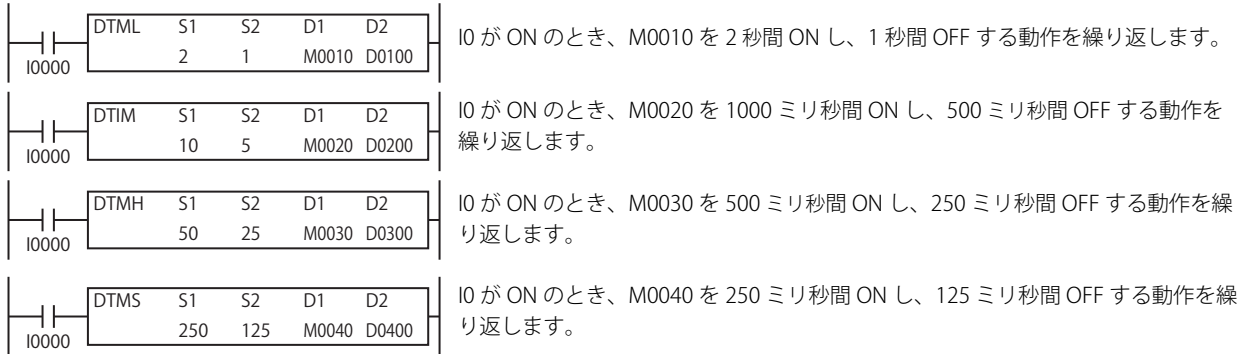 DTML S1 S2 D1 D2
2 1 M0010 D0100
I0000
I0 が ON のとき、M0010 を 2 秒間 ON し、1 秒間 OFF する動作を繰り返します。
DTIM S1 S2 D1 D2
10 5 M0020 D0200
I0000
I0 が ON のとき、M0020 を 1000 ミリ秒間 ON し、500 ミリ秒間 OFF する動作を
繰り返します。
DTMH S1 S2 D1 D2
50 25 M0030 D0300
I0000
I0 が ON のとき、M0030 を 500 ミリ秒間 ON し、250 ミリ秒間 OFF する動作を繰
り返します。
DTMS S1 S2 D1 D2
250 125 M0040 D0400
I0000
I0 が ON のとき、M0040 を 250 ミリ秒間 ON し、125 ミリ秒間 OFF する動作を繰
り返します。